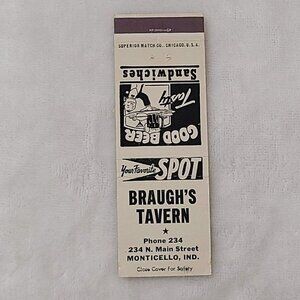 SUPERIOR MATCH CO., CHICAGO, U.S.A.
GOOD BEER
Tasty
Sandwiches
Your Favorite SPOT
BRAUGH'S
TAVERN
Phone 234
234 N. Main Street
MONTICELLO, IND.
Close Cover For Safety